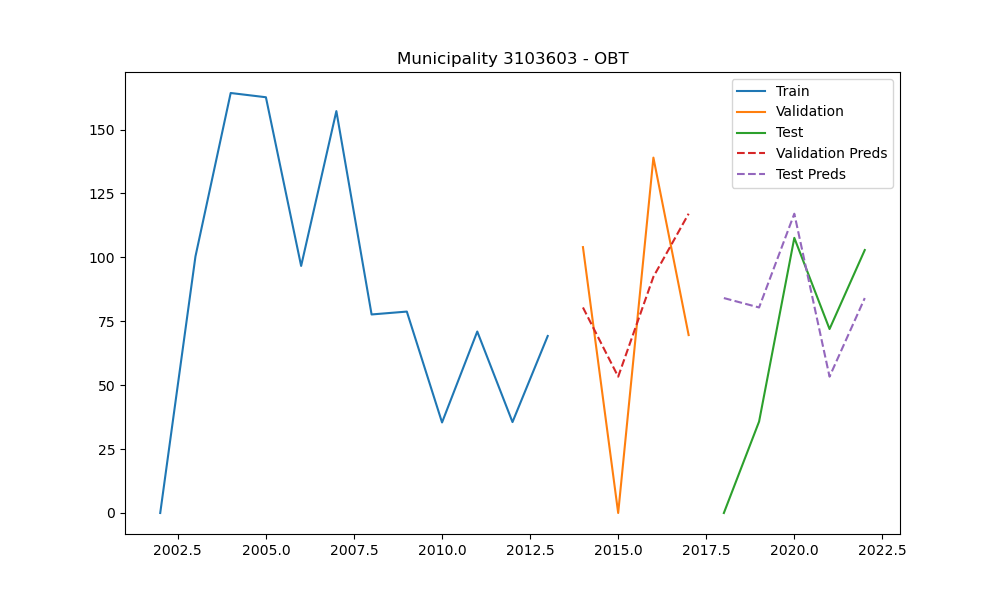 Municipality 3103603 - OBT
Train
Validation
Test
Validation Preds
Test Preds
150
125
100
75
50
25
0
2002.5 2005.0 2007.5 2010.0 2012.5 2015.0 2017.5 2020.0 2022.5